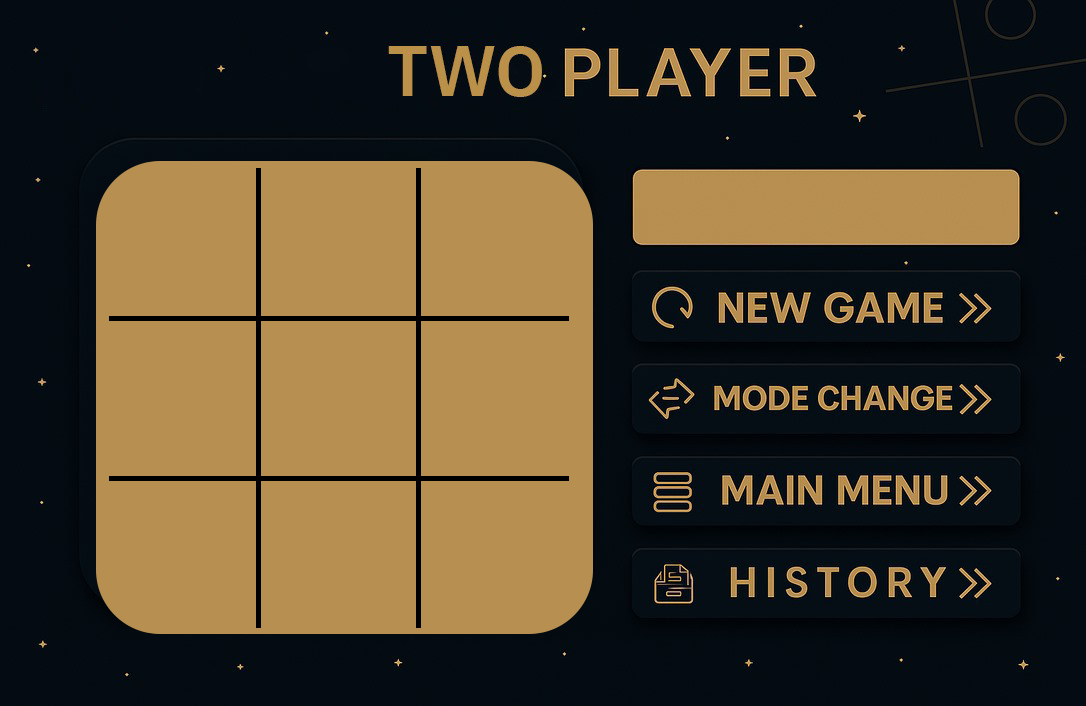 TWO PLAYER
NEW GAME
MODE CHANGE
MAIN MENU
HISTORY